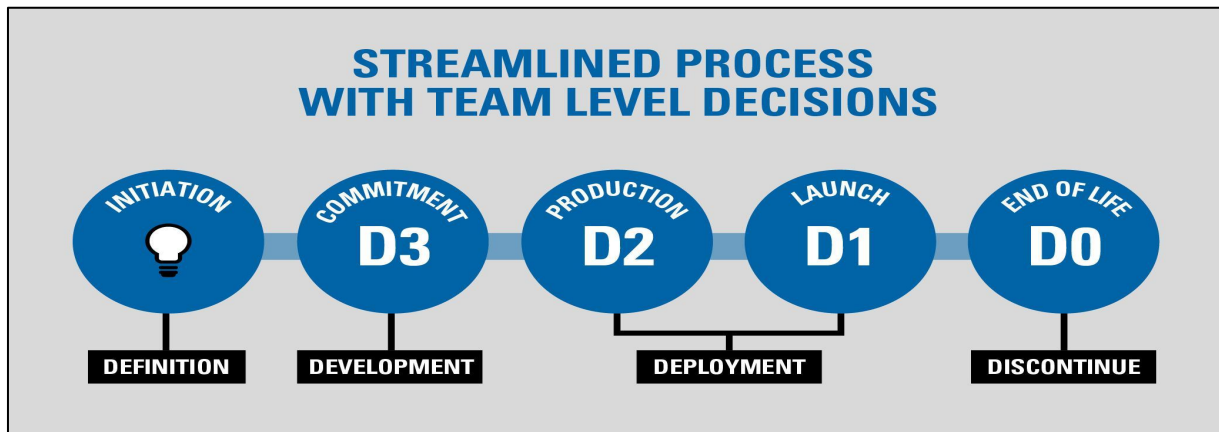 STREAMLINED PROCESS
WITH TEAM LEVEL DECISIONS
INITIATION
COMMITMENT
D3
PRODUCTION
D2
LAUNCH
D1
END OF LIFE
D0
DEFINITION
DEVELOPMENT
DEPLOYMENT
DISCONTINUE